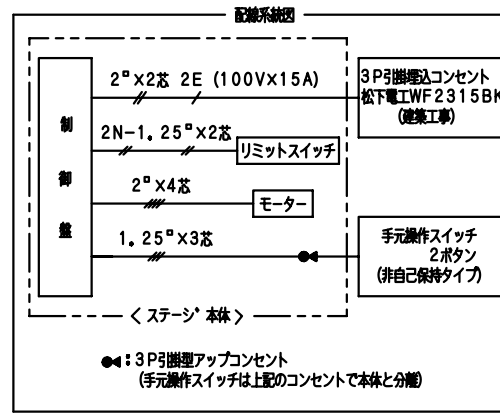 配線系統図
2□×2芯 2E (100V×15A)
3P引掛埋込コンセント
松下電工WF2315BK
(建築工事)
制御盤
2N-1.25□×2芯
リミットスイッチ
2□×4芯
モーター
1.25□×3芯
手元操作スイッチ
2ボタン
(非自己保持タイプ)
〈ステージ本体〉
●◀:3P引掛型アップコンセント
(手元操作スイッチは上記のコンセントで本体と分離)